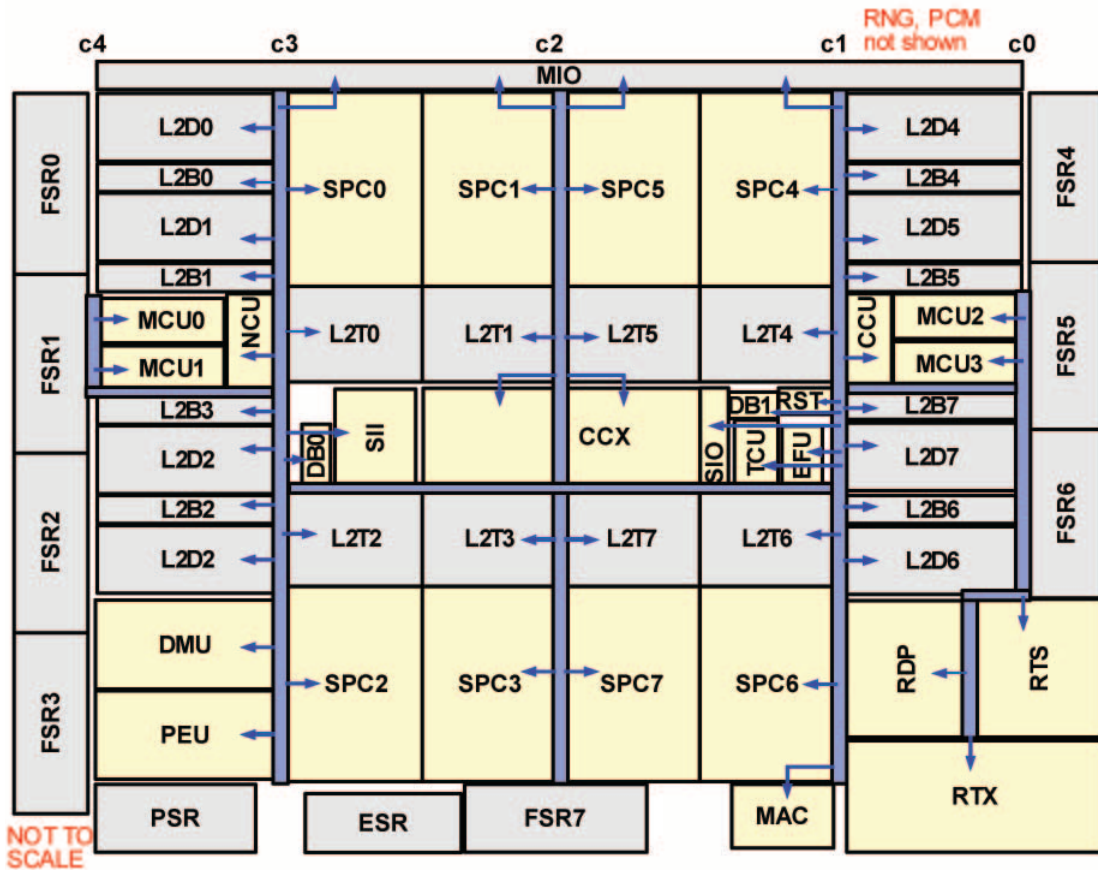 RNG, PCM
not shown
c4
c3
c2
c1
c0
MIO
FSR0
L2D0
L2D4
FSR4
L2B0
SPC0
SPC1
SPC5
SPC4
L2B4
L2D1
L2D5
L2B1
L2B5
FSR1
MCU0
NCU
L2T0
L2T1
L2T5
L2T4
CCU
MCU2
FSR5
MCU1
MCU3
L2B3
DB1
RST
L2B7
L2D2
DB0
SII
CCX
SIO
TCU
EFU
L2D7
FSR2
L2B2
L2B6
FSR6
L2D2
L2T2
L2T3
L2T7
L2T6
L2D6
FSR3
DMU
RDP
RTS
SPC2
SPC3
SPC7
SPC6
PEU
RTX
PSR
ESR
FSR7
MAC
NOT TO
SCALE